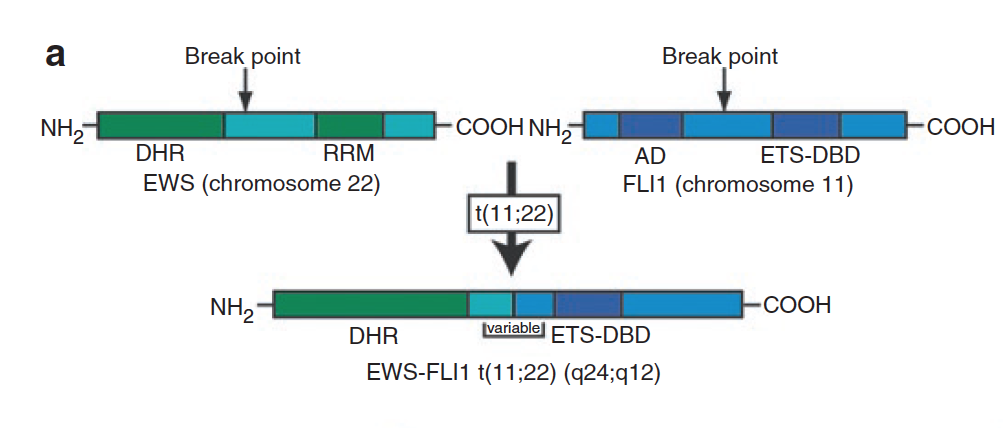 a
Break point
Break point
NH2
COOH
NH2
COOH
DHR
RRM
AD
ETS-DBD
EWS (chromosome 22)
FLI1 (chromosome 11)
t(11;22)
NH2
COOH
DHR
variable
ETS-DBD
EWS-FLI1 t(11;22) (q24;q12)